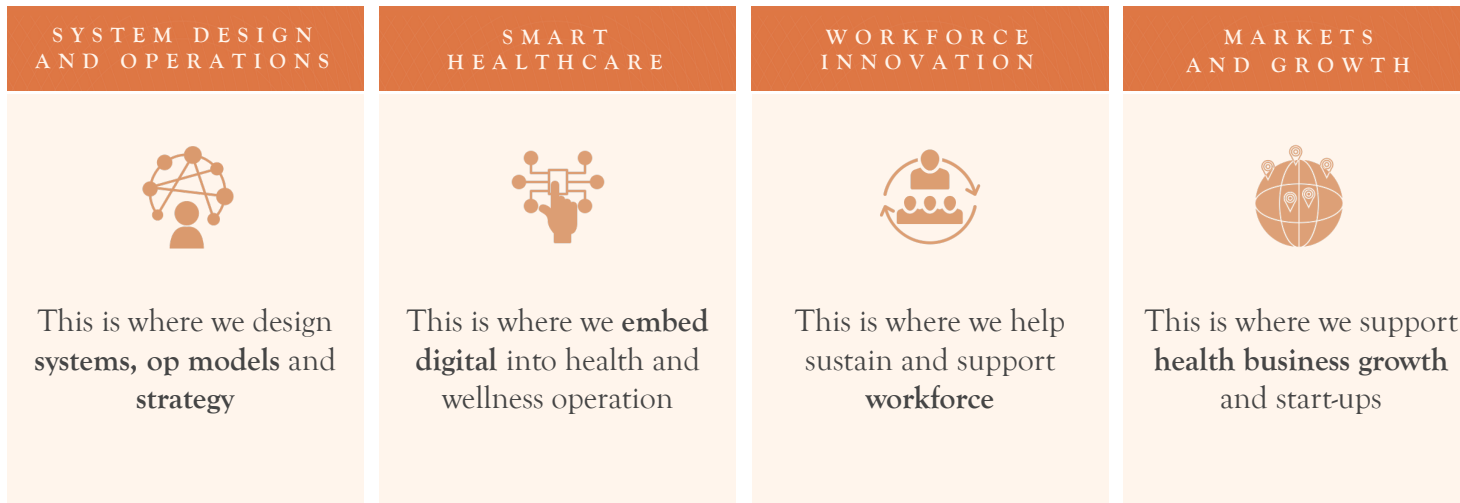 SYSTEM DESIGN
AND OPERATIONS
This is where we design
systems, op models and
strategy
SMART
HEALTHCARE
This is where we embed
digital into health and
wellness operation
WORKFORCE
INNOVATION
This is where we help
sustain and support
workforce
MARKETS
AND GROWTH
This is where we support
health business growth
and start-ups